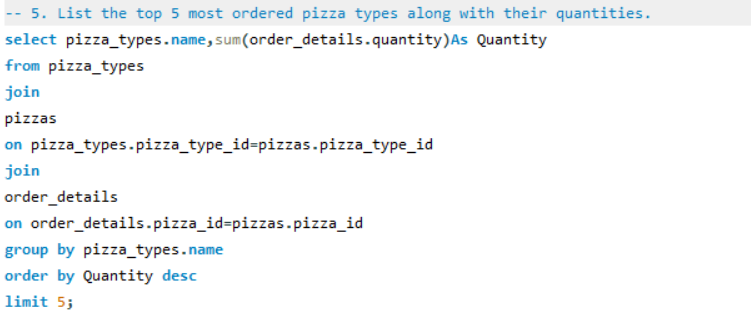 -- 5. List the top 5 most ordered pizza types along with their quantities.
select pizza_types.name,sum(order_details.quantity)As Quantity
from pizza_types
join
pizzas
on pizza_types.pizza_type_id=pizzas.pizza_type_id
join
order_details
on order_details.pizza_id=pizzas.pizza_id
group by pizza_types.name
order by Quantity desc
limit 5;